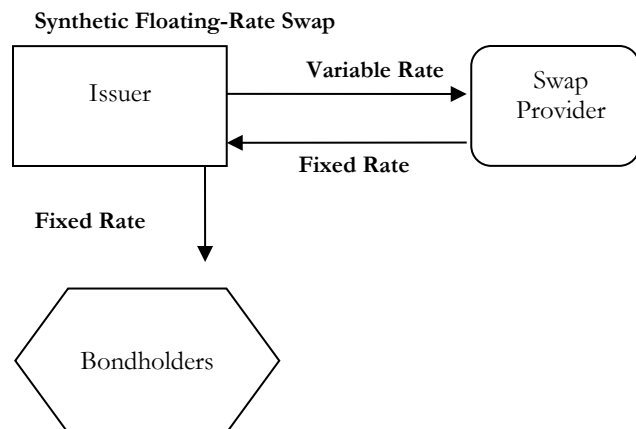 Synthetic Floating-Rate Swap
Issuer
Variable Rate
Swap
Provider
Fixed Rate
Fixed Rate
Bondholders